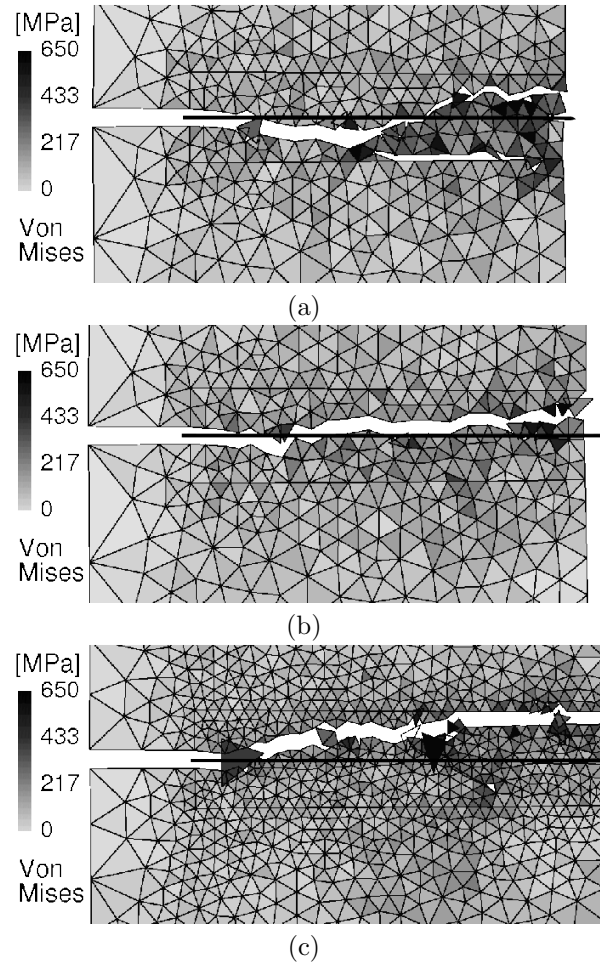 [MPa]
650
433
217
0
Von
Mises
(a)
[MPa]
650
433
217
0
Von
Mises
(b)
[MPa]
650
433
217
0
Von
Mises
(c)